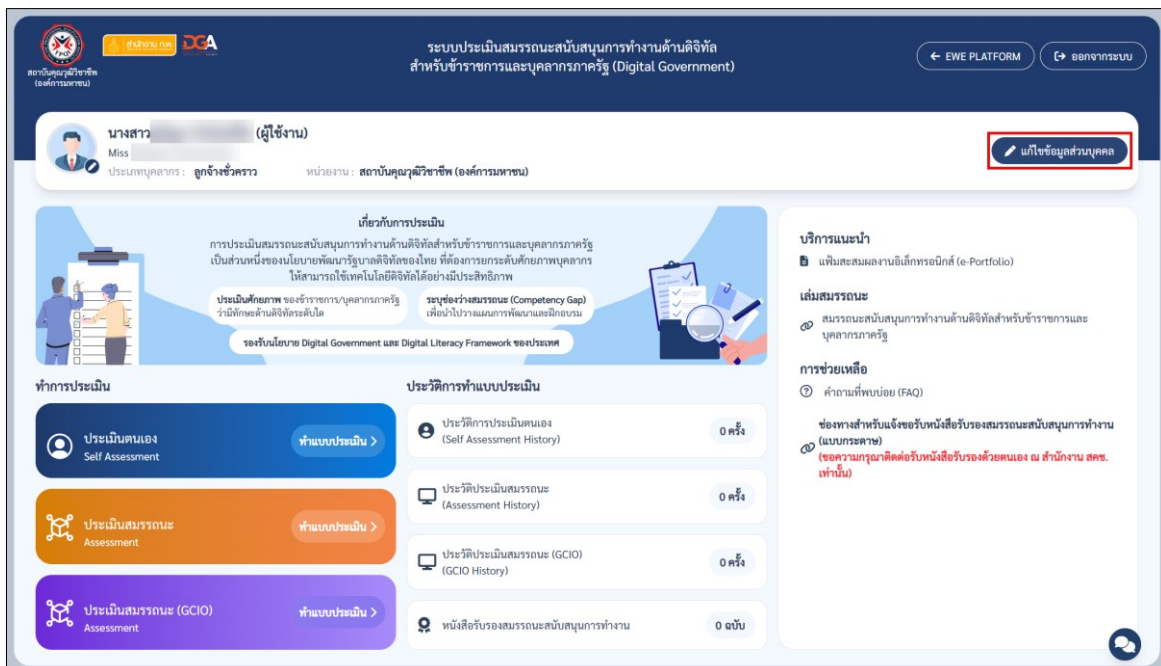 สถาบันคุณวุฒิวิชาชีพ
(องค์การมหาชน)
สำนักงาน ก.พ.
DGA
ระบบประเมินสมรรถนะสนับสนุนการทำงานด้านดิจิทัล
สำหรับข้าราชการและบุคลากรภาครัฐ (Digital Government)
← EWE PLATFORM
ออกจากระบบ
นางสาว (ผู้ใช้งาน)
Miss
ประเภทบุคลากร : ลูกจ้างชั่วคราว หน่วยงาน : สถาบันคุณวุฒิวิชาชีพ (องค์การมหาชน)
แก้ไขข้อมูลส่วนบุคคล
เกี่ยวกับการประเมิน
การประเมินสมรรถนะสนับสนุนการทำงานด้านดิจิทัลสำหรับข้าราชการและบุคลากรภาครัฐ
เป็นส่วนหนึ่งของนโยบายพัฒนารัฐบาลดิจิทัลของไทย ที่ต้องการยกระดับศักยภาพบุคลากร
ให้สามารถใช้เทคโนโลยีดิจิทัลได้อย่างมีประสิทธิภาพ
ประเมินศักยภาพ ของข้าราชการ/บุคลากรภาครัฐ
ว่ามีทักษะด้านดิจิทัลระดับใด
ระบุช่องว่างสมรรถนะ (Competency Gap)
เพื่อนำไปวางแผนการพัฒนาและฝึกอบรม
รองรับนโยบาย Digital Government และ Digital Literacy Framework ของประเทศ
ทำการประเมิน
ประเมินตนเอง
Self Assessment
ทำแบบประเมิน >
ประเมินสมรรถนะ
Assessment
ทำแบบประเมิน >
ประเมินสมรรถนะ (GCIO)
Assessment
ทำแบบประเมิน >
ประวัติการทำแบบประเมิน
ประวัติการประเมินตนเอง
(Self Assessment History)
0 ครั้ง
ประวัติประเมินสมรรถนะ
(Assessment History)
0 ครั้ง
ประวัติประเมินสมรรถนะ (GCIO)
(GCIO History)
0 ครั้ง
หนังสือรับรองสมรรถนะสนับสนุนการทำงาน
0 ฉบับ
บริการแนะนำ
แฟ้มสะสมผลงานอิเล็กทรอนิกส์ (e-Portfolio)
เล่มสมรรถนะ
สมรรถนะสนับสนุนการทำงานด้านดิจิทัลสำหรับข้าราชการและ
บุคลากรภาครัฐ
การช่วยเหลือ
คำถามที่พบบ่อย (FAQ)
ช่องทางสำหรับแจ้งขอรับหนังสือรับรองสมรรถนะสนับสนุนการทำงาน
(แบบกระดาษ)
(ขอความกรุณาติดต่อรับหนังสือรับรองด้วยตนเอง ณ สำนักงาน สคช.
เท่านั้น)